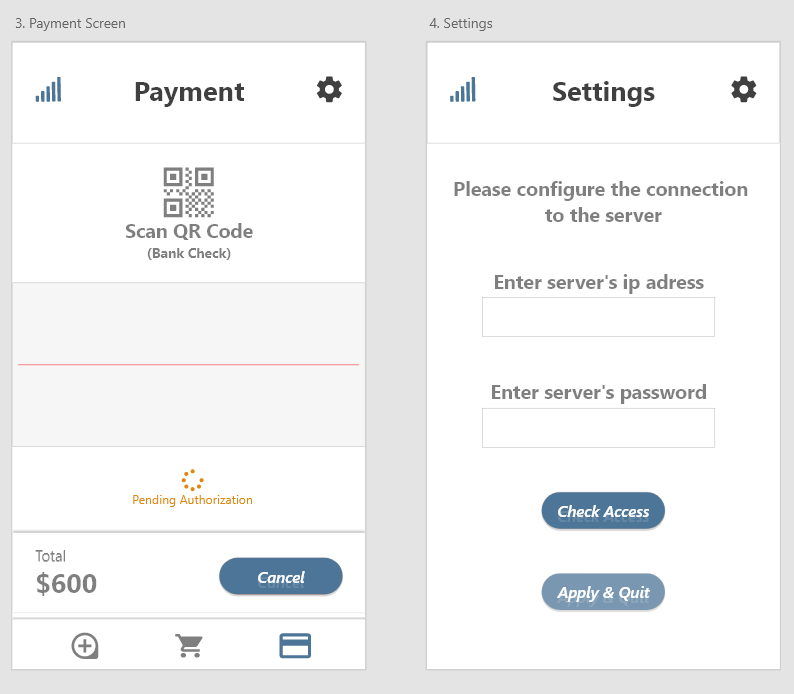 3. Payment Screen
Payment
Scan QR Code
(Bank Check)
Pending Authorization
Total
$600
Cancel
4. Settings
Settings
Please configure the connection
to the server
Enter server's ip adress
Enter server's password
Check Access
Apply & Quit